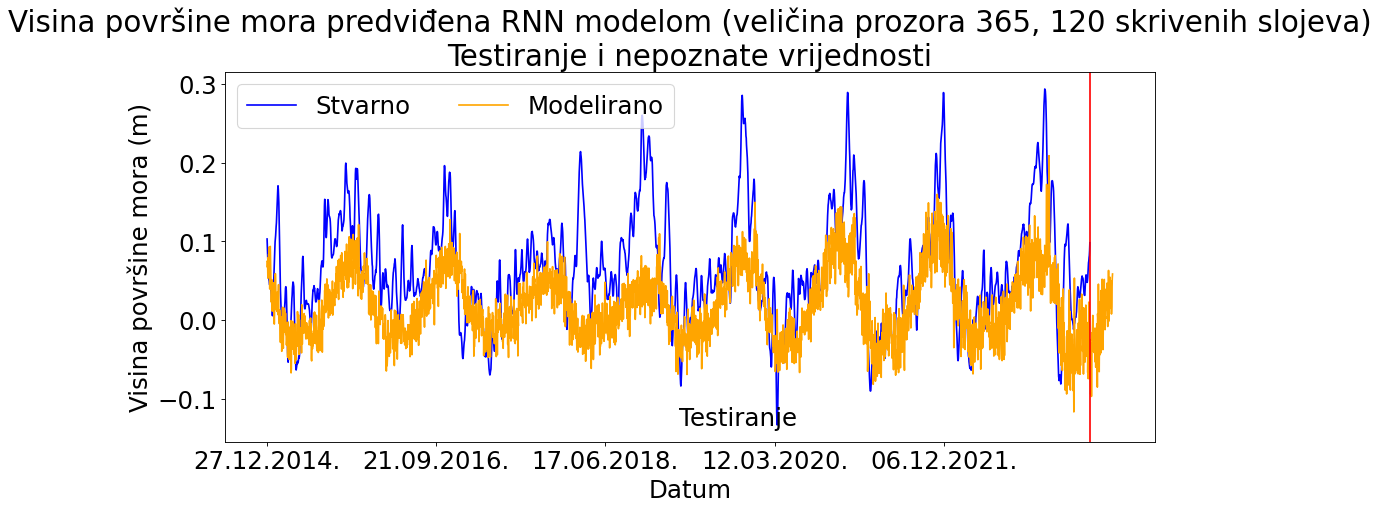 Visina površine mora predviđena RNN modelom (veličina prozora 365, 120 skrivenih slojeva)
Testiranje i nepoznate vrijednosti
Stvarno Modelirano
Visina površine mora (m)
0.3
0.2
0.1
0.0
−0.1
Testiranje
27.12.2014. 21.09.2016. 17.06.2018. 12.03.2020. 06.12.2021.
Datum